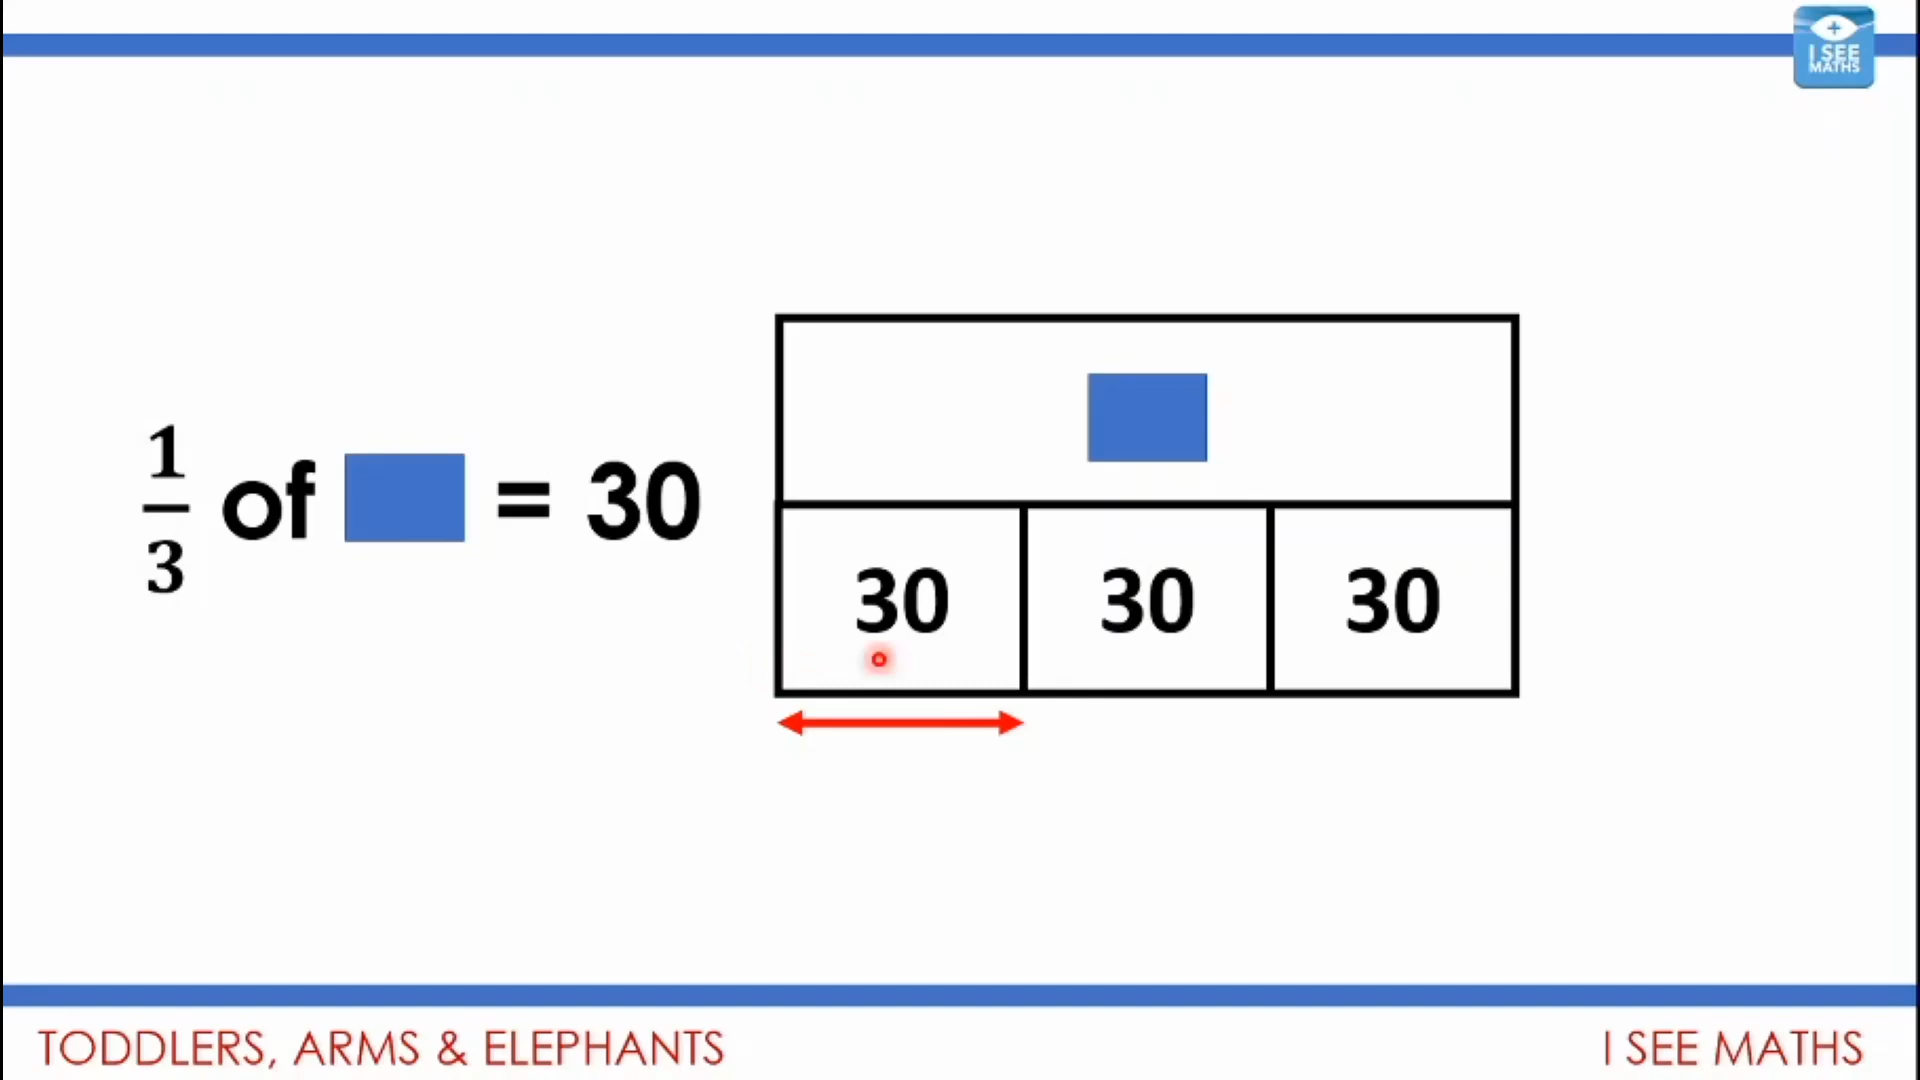 I SEE
MATHS
1/3 of = 30
30 30 30
TODDLERS, ARMS & ELEPHANTS
I SEE MATHS